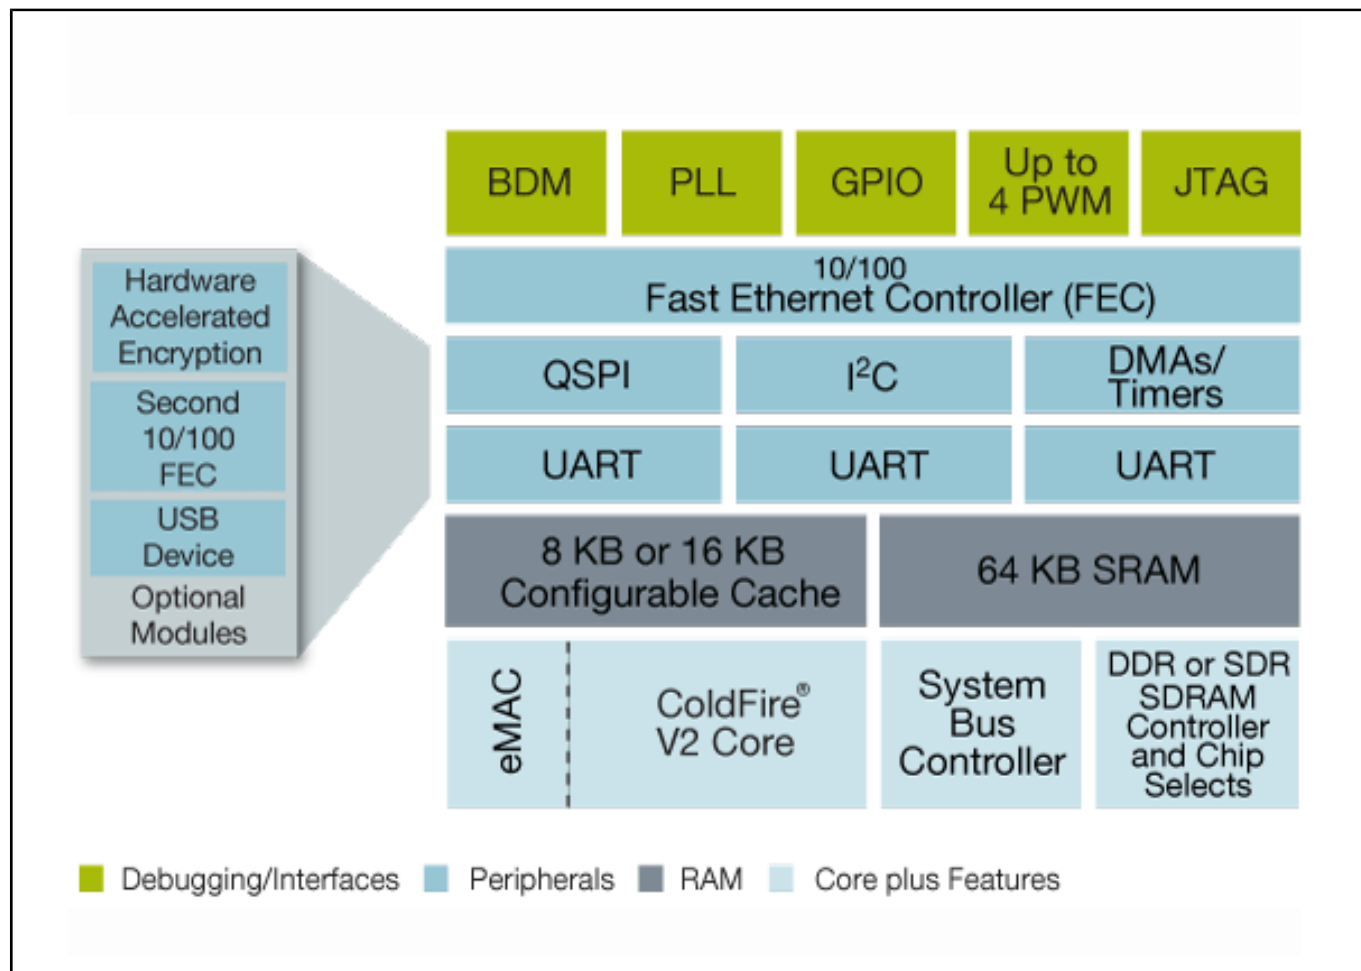 BDM
PLL
GPIO
Up to
4 PWM
JTAG
10/100
Fast Ethernet Controller (FEC)
QSPI
I²C
DMAs/
Timers
UART
UART
UART
8 KB or 16 KB
Configurable Cache
64 KB SRAM
eMAC
ColdFire®
V2 Core
System
Bus
Controller
DDR or SDR
SDRAM
Controller
and Chip
Selects
Hardware
Accelerated
Encryption
Second
10/100
FEC
USB
Device
Optional
Modules
Debugging/Interfaces
Peripherals
RAM
Core plus Features